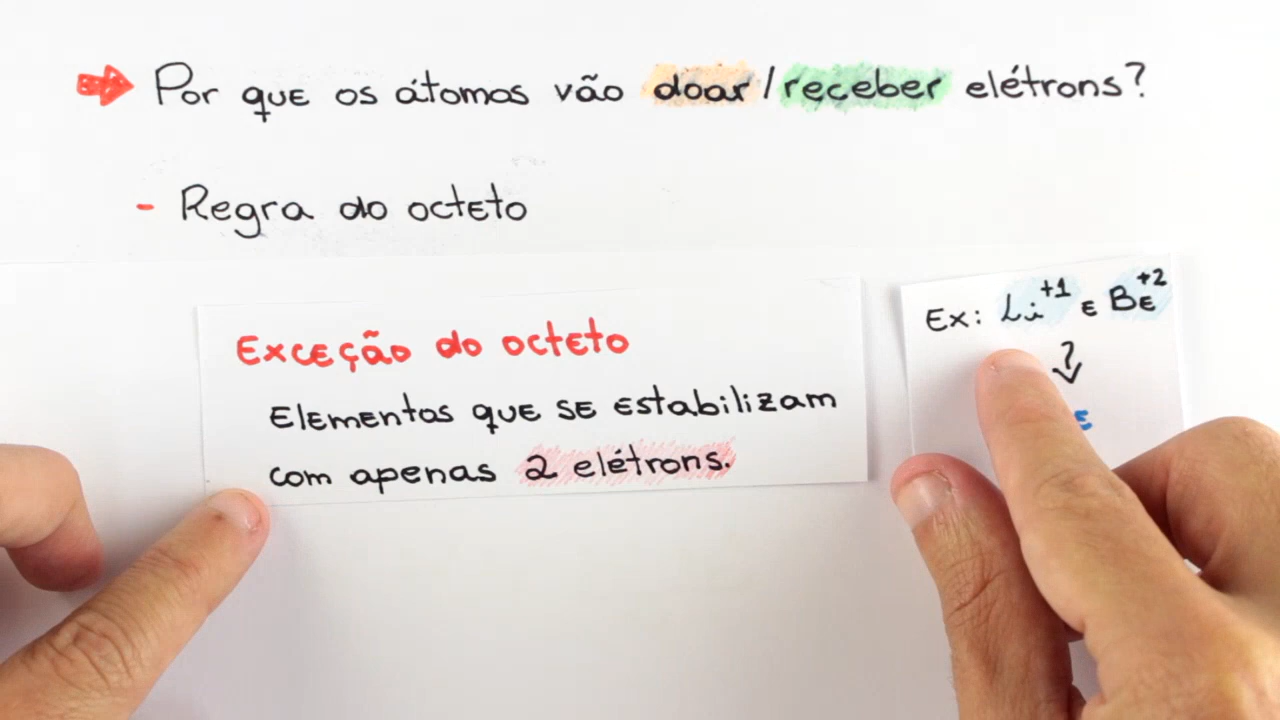 Por que os átomos vão doar/receber elétrons?
- Regra do octeto
Exceção do octeto
Elementos que se estabilizam
com apenas 2 elétrons.
Ex: Li⁺¹ e Be⁺²
?